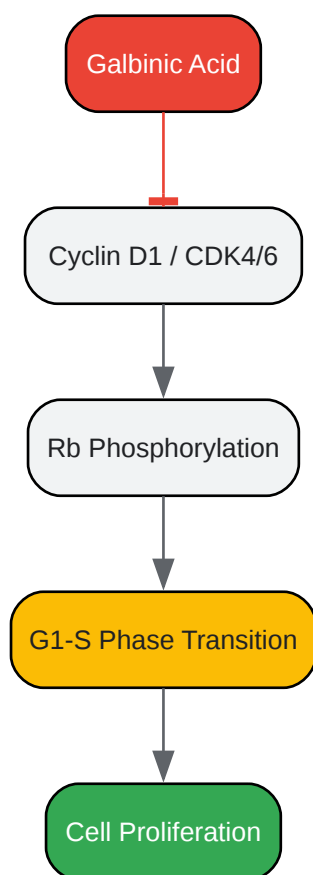 Galbinic Acid
Cyclin D1 / CDK4/6
Rb Phosphorylation
G1-S Phase Transition
Cell Proliferation